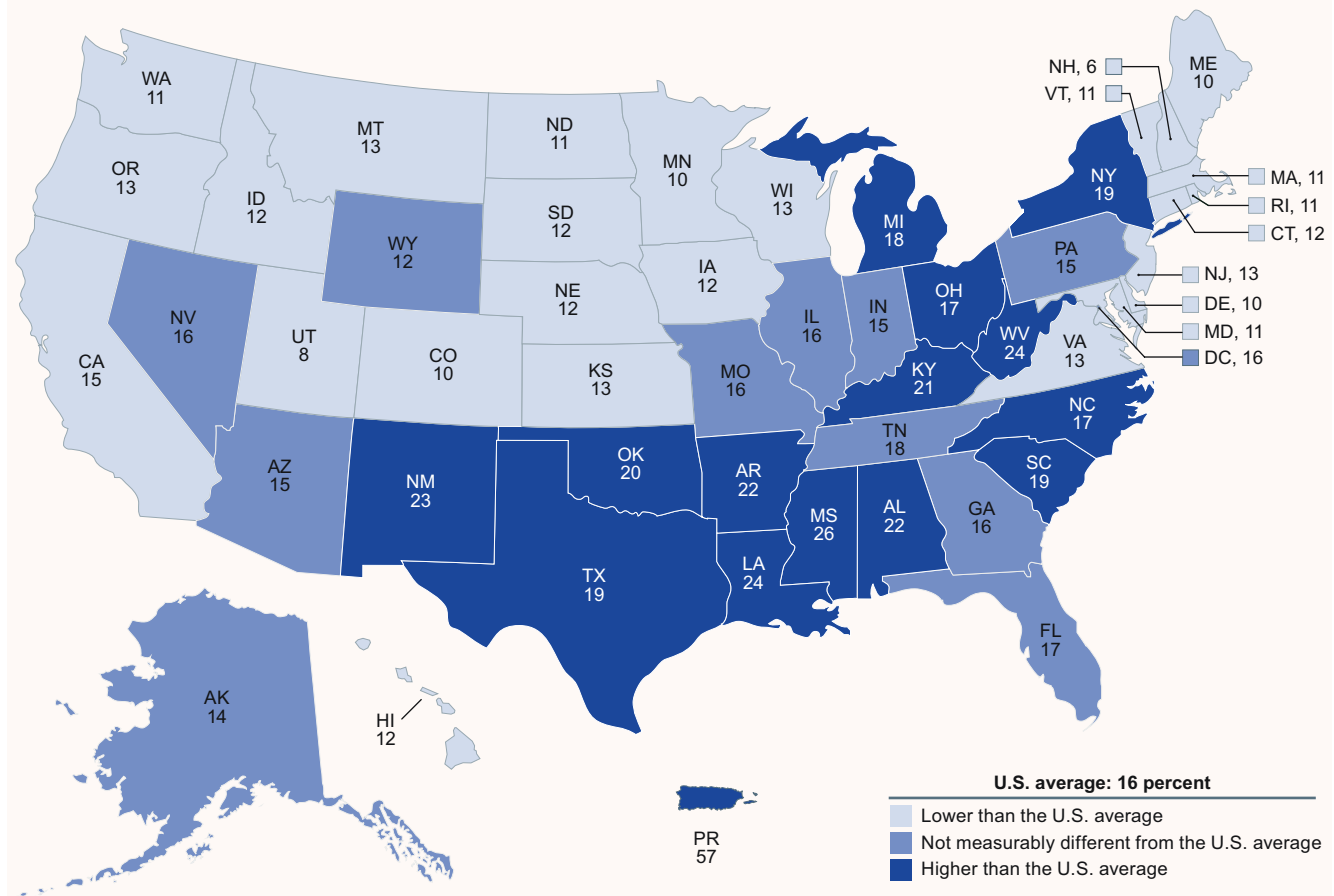 WA
11
OR
13
CA
15
NV
16
ID
12
MT
13
WY
12
UT
8
CO
10
AZ
15
NM
23
ND
11
SD
12
NE
12
KS
13
OK
20
TX
19
MN
10
IA
12
MO
16
AR
22
LA
24
WI
13
IL
16
MI
18
IN
15
OH
17
KY
21
TN
18
MS
26
AL
22
GA
16
FL
17
SC
19
NC
17
VA
13
WV
24
PA
15
NY
19
ME
10
NH, 6
VT, 11
MA, 11
RI, 11
CT, 12
NJ, 13
DE, 10
MD, 11
DC, 16
AK
14
HI
12
PR
57
U.S. average: 16 percent
Lower than the U.S. average
Not measurably different from the U.S. average
Higher than the U.S. average